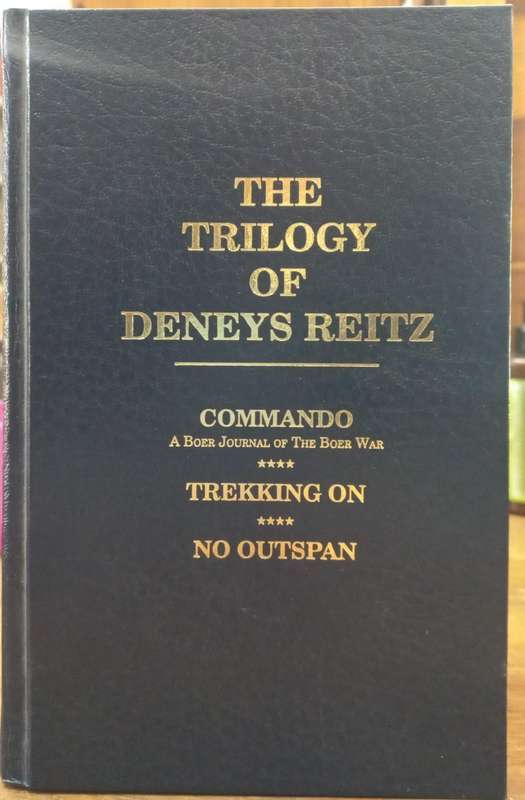 THE
TRILOGY
OF
DENEYS REITZ
COMMANDO
A BOER JOURNAL OF THE BOER WAR
****
TREKKING ON
****
NO OUTSPAN